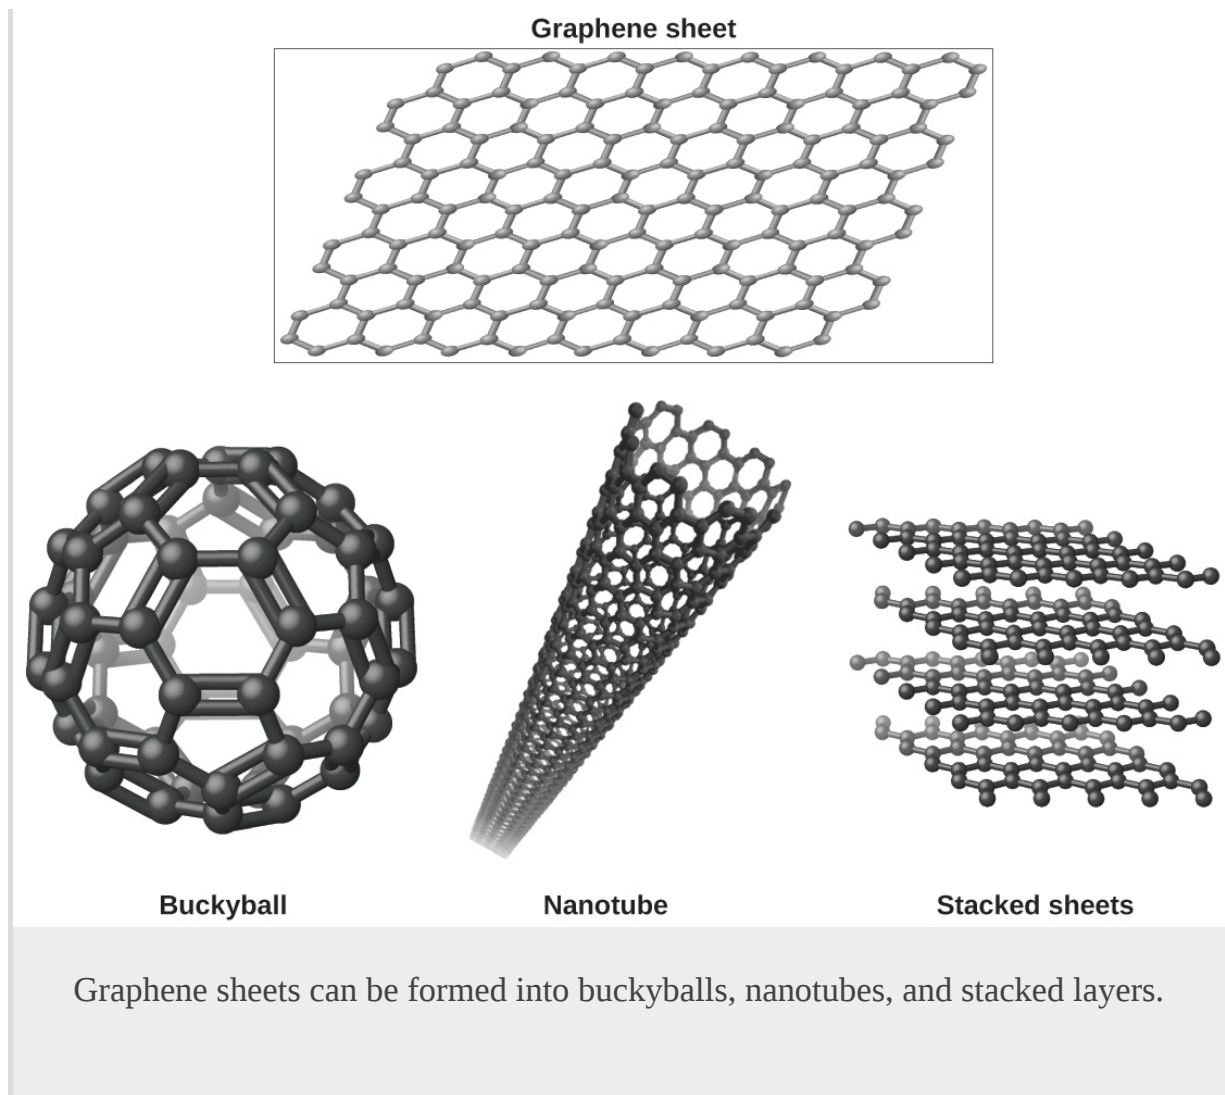 Graphene sheet
Buckyball
Nanotube
Stacked sheets
Graphene sheets can be formed into buckyballs, nanotubes, and stacked layers.